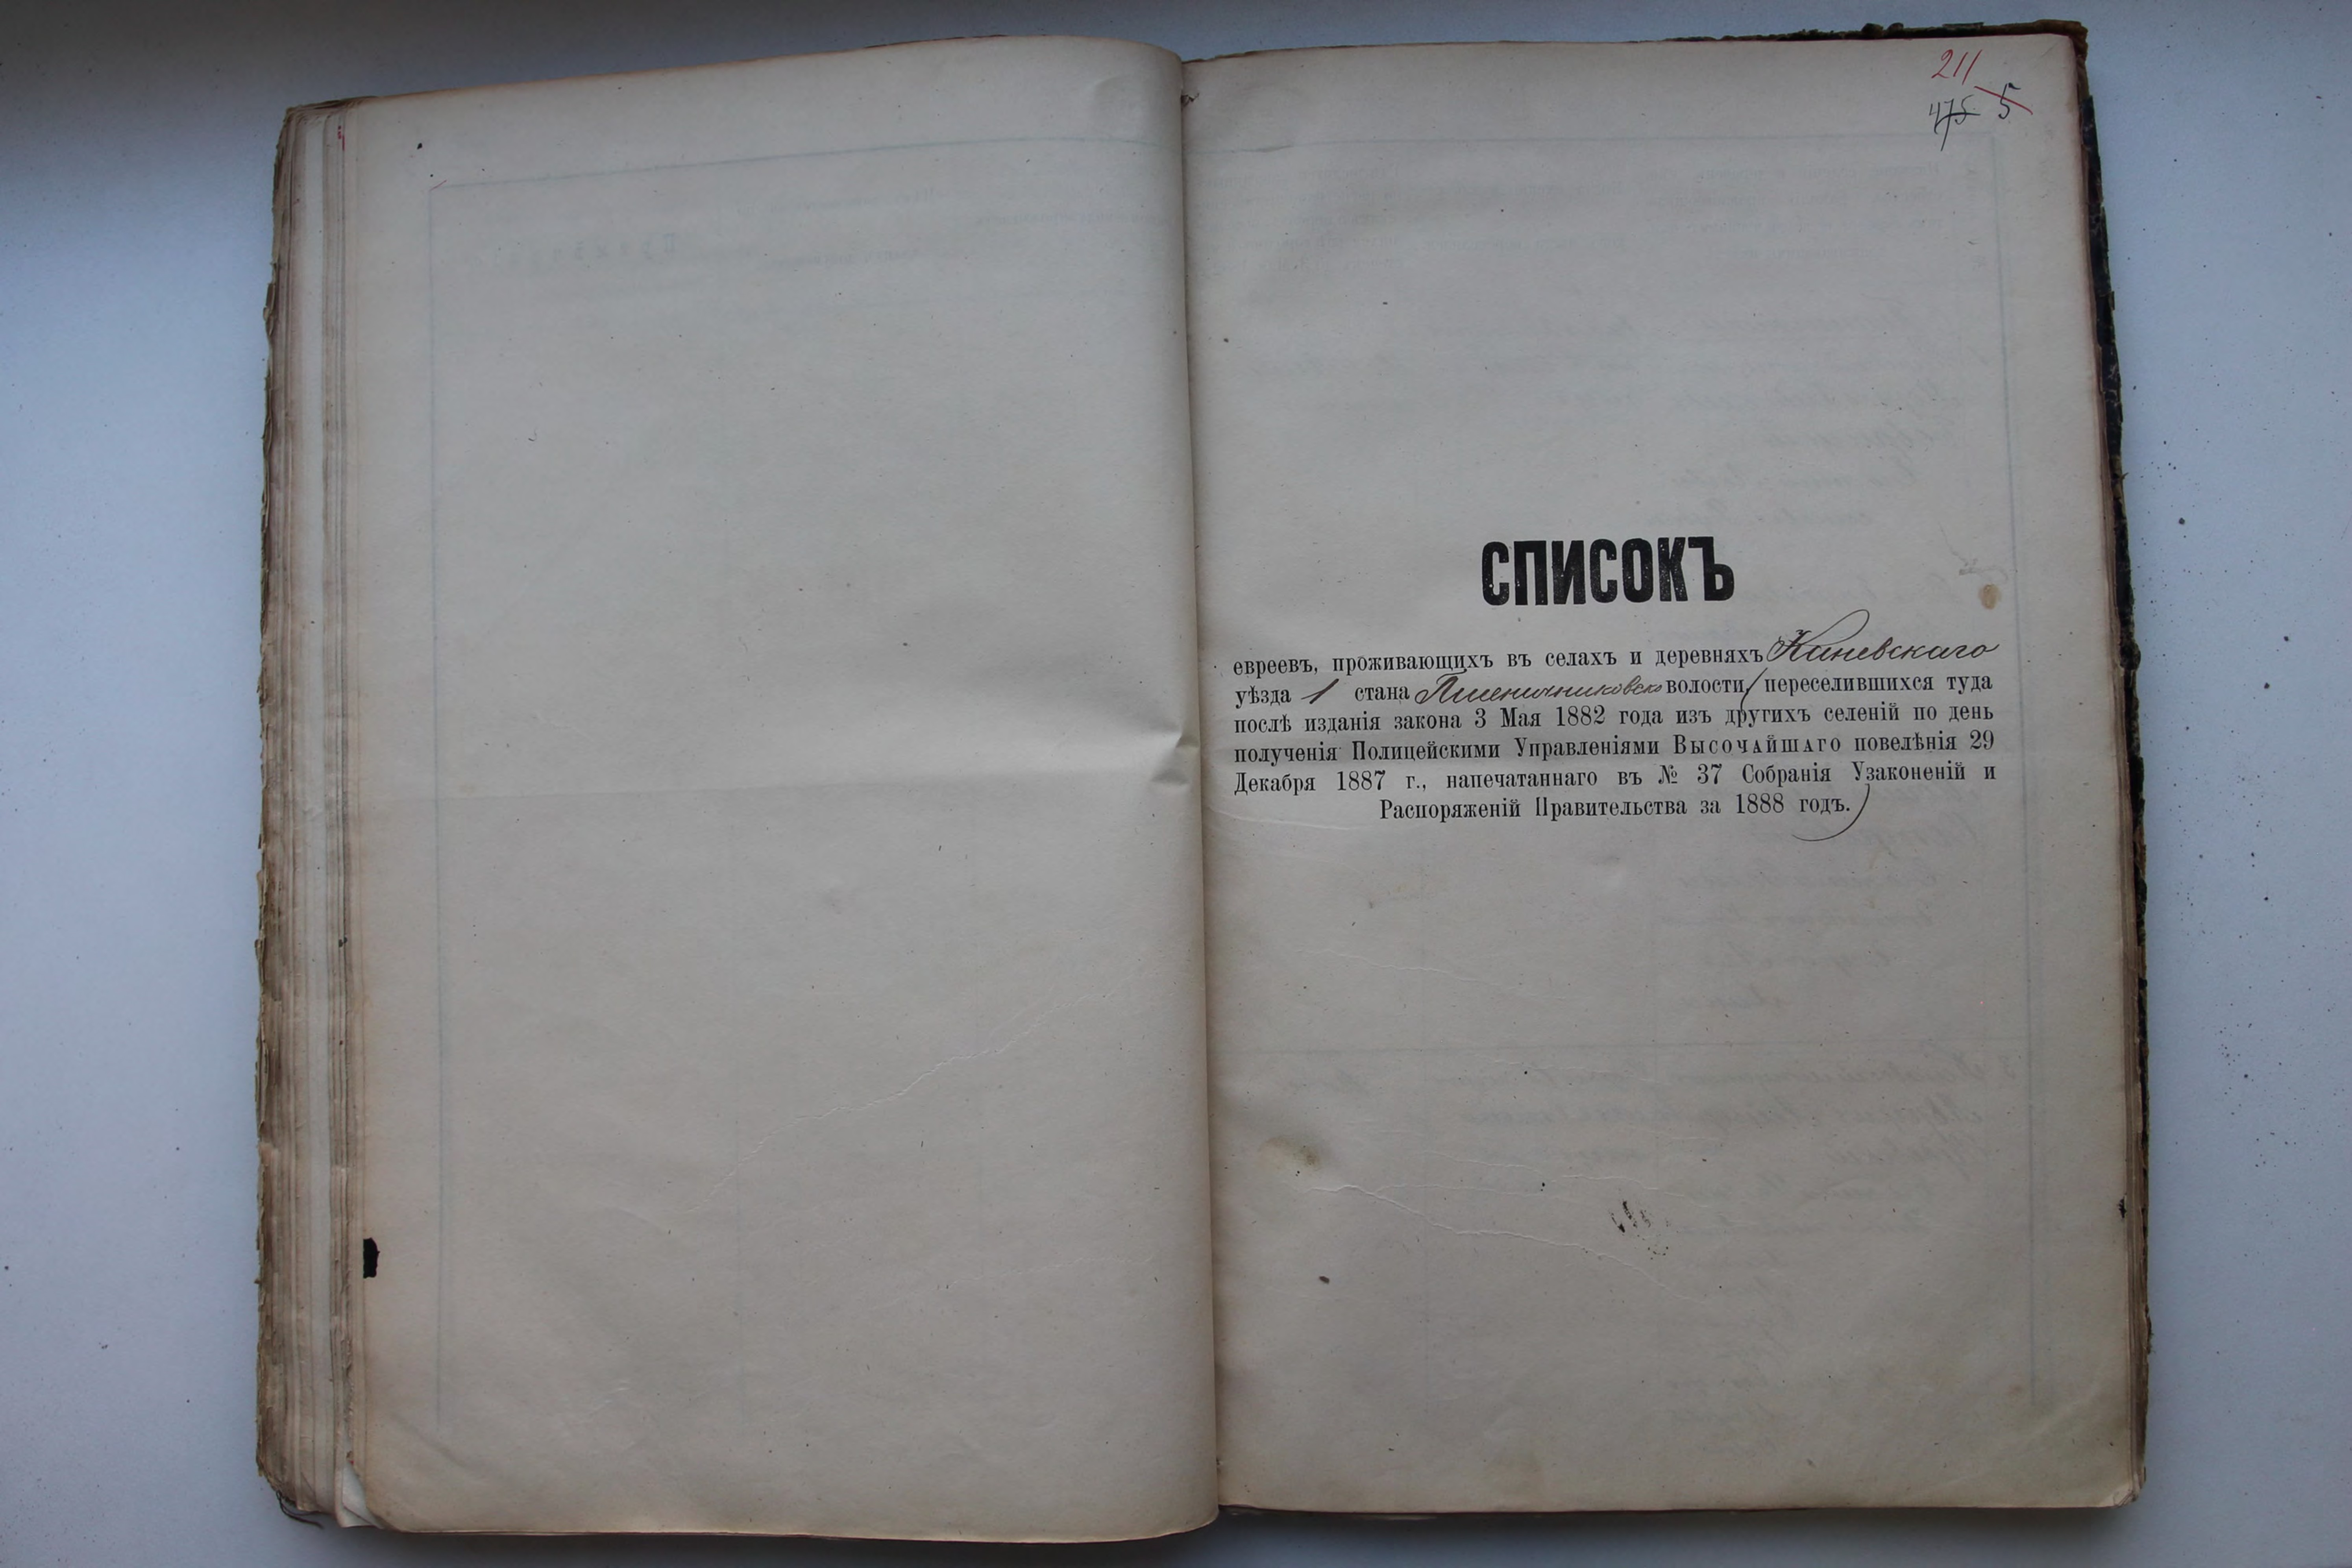 211
475 5
СПИСОКЪ
евреевъ, проживающихъ въ селахъ и деревняхъ Каневскаго
уѣзда 1 стана Пшеничниковско волости, (переселившихся туда
послѣ изданія закона 3 Мая 1882 года изъ другихъ селеній по день
полученія Полицейскими Управленіями Высочайшаго повелѣнія 29
Декабря 1887 г., напечатаннаго въ № 37 Собранія Узаконеній и
Распоряженій Правительства за 1888 годъ.)